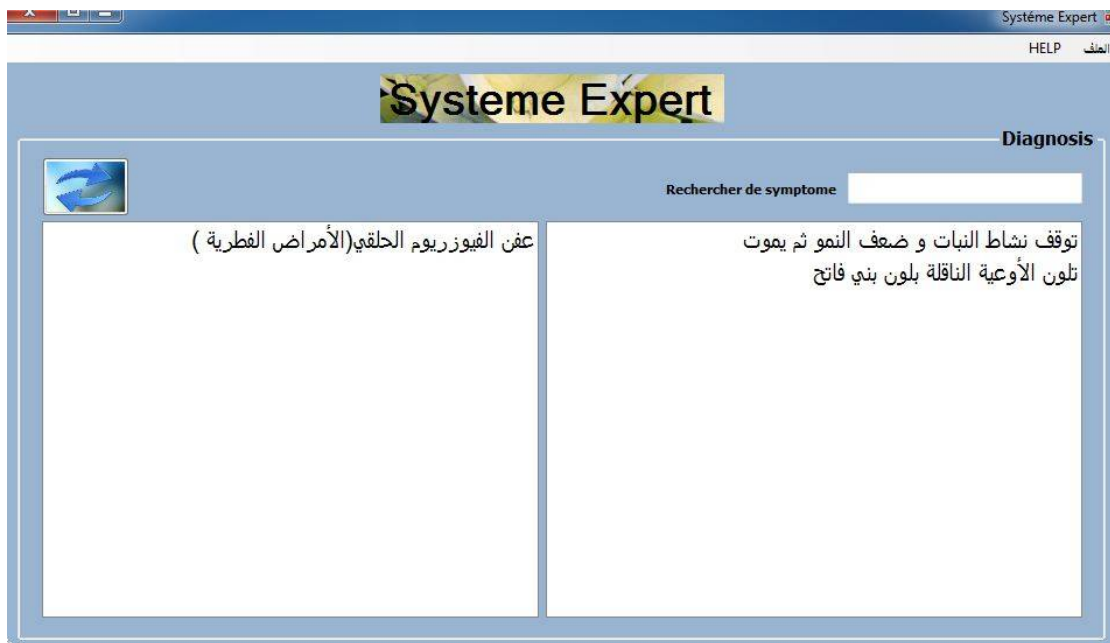 Systéme Expert
الملف HELP
Systeme Expert
Diagnosis
Rechercher de symptome
توقف نشاط النبات و ضعف النمو ثم يموت
تلون الأوعية الناقلة بلون بني فاتح
عفن الفيوزريوم الحلقي(الأمراض الفطرية )